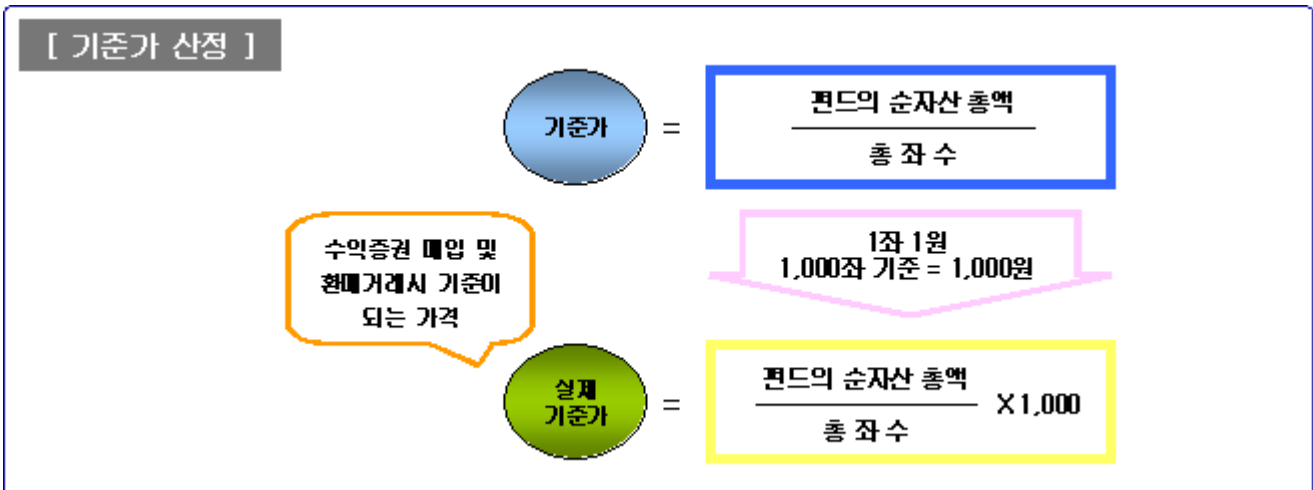 [ 기준가 산정 ]
기준가
=
펀드의 순자산 총액
총 좌 수
수익증권 매입 및
환매거래시 기준이
되는 가격
1좌 1원
1,000좌 기준 = 1,000원
실제
기준가
=
펀드의 순자산 총액
총 좌 수
X 1,000